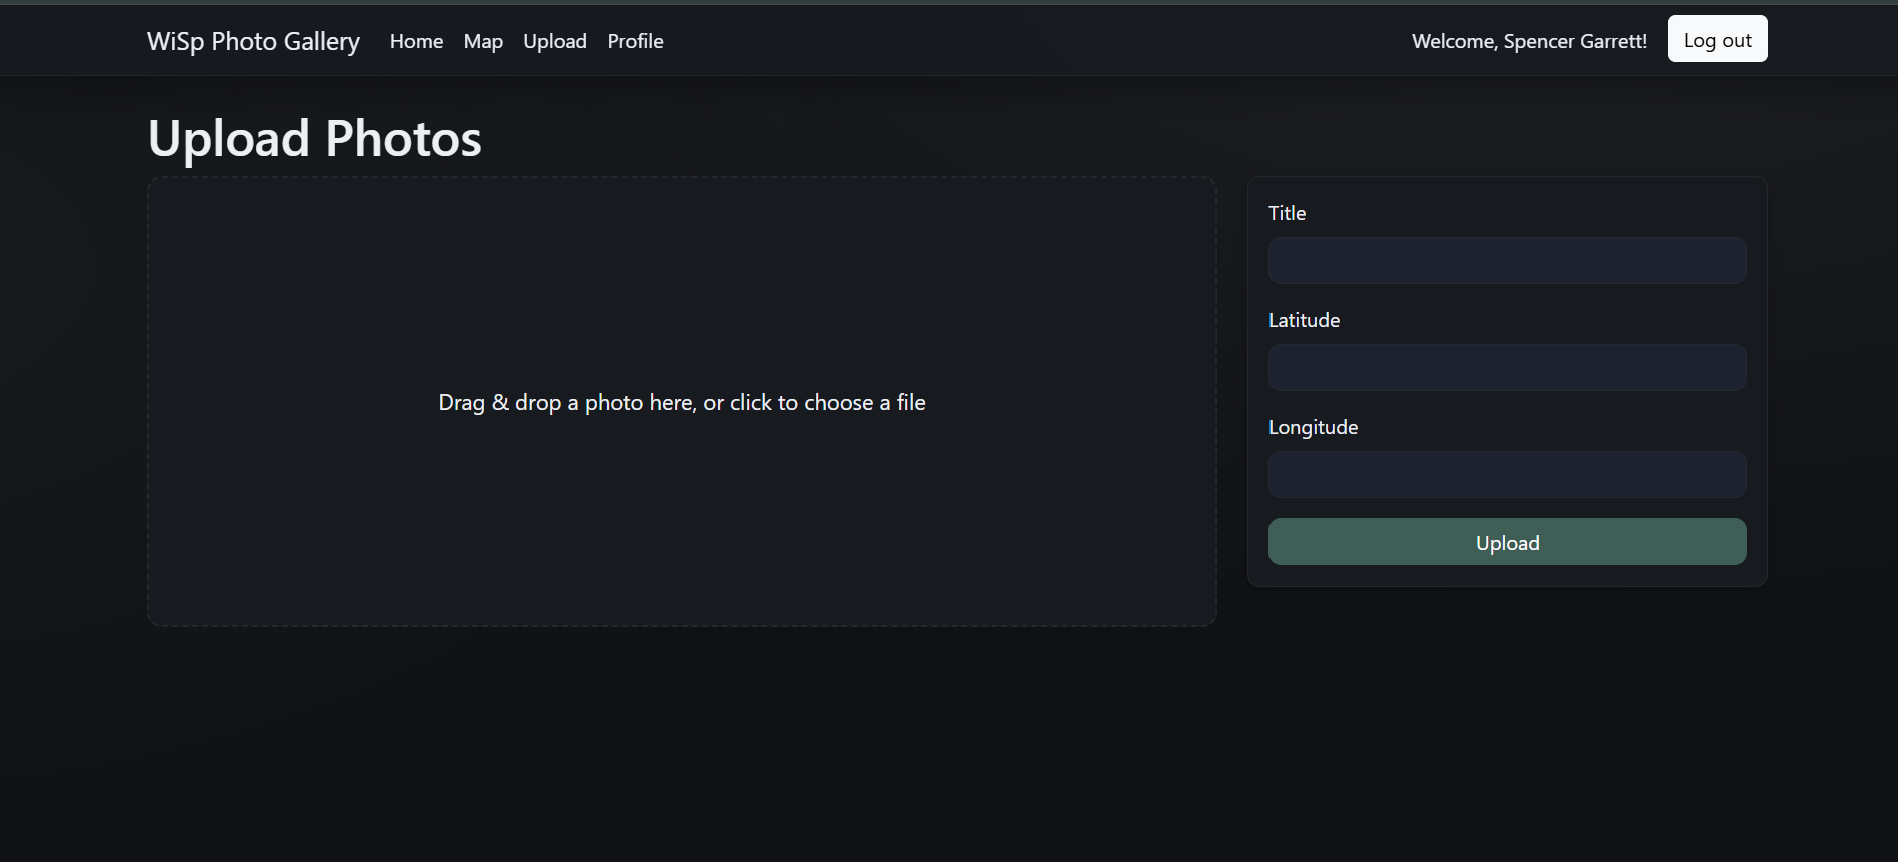 WiSp Photo Gallery Home Map Upload Profile Welcome, Spencer Garrett! Log out
Upload Photos
Drag & drop a photo here, or click to choose a file
Title
Latitude
Longitude
Upload